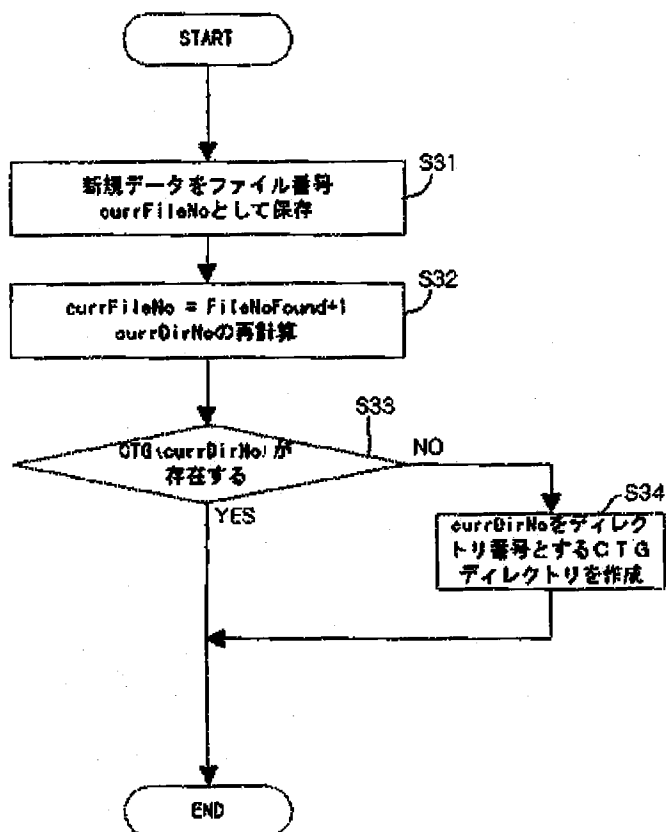 START
S31
新規データをファイル番号
currFileNoとして保存
S32
currFileNo = FileNoFound+1
currDirNoの再計算
S33
CTG(currDirNo)が
存在する
NO
YES
S34
currDirNoをディレク
トリ番号とするCTG
ディレクトリを作成
END